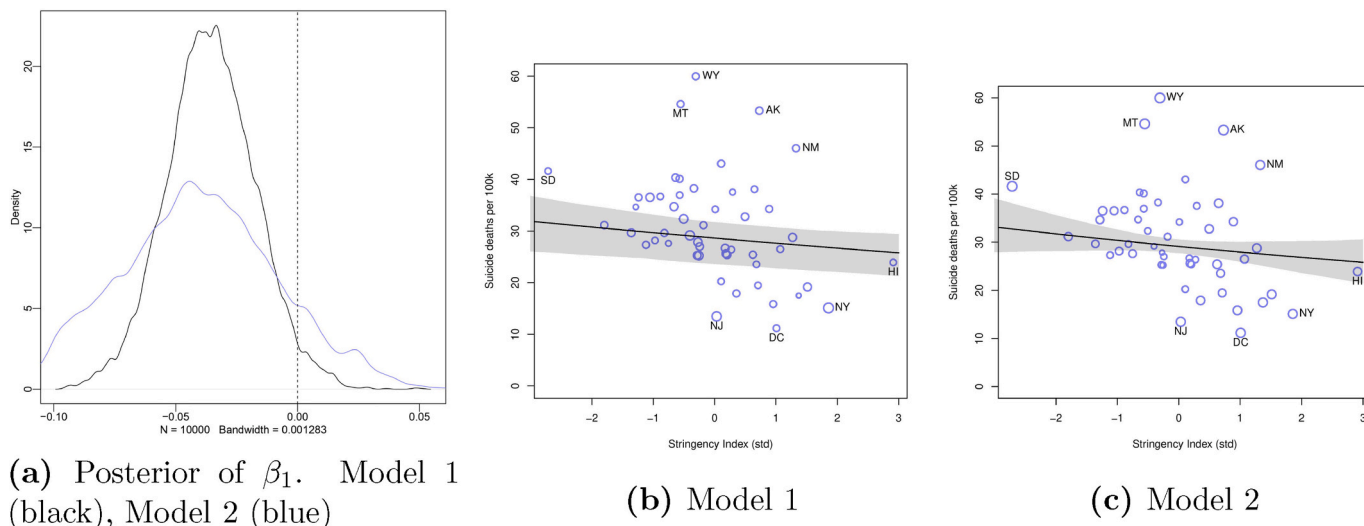 20
15
10
5
0
Density
−0.10
−0.05
0.00
0.05
N = 10000 Bandwidth = 0.001283
(a) Posterior of β₁. Model 1
(black), Model 2 (blue)
60
50
40
30
20
10
0
Suicide deaths per 100k
WY
MT
AK
NM
SD
HI
NY
NJ
DC
−2
−1
0
1
2
3
Stringency Index (std)
(b) Model 1
60
50
40
30
20
10
0
Suicide deaths per 100k
WY
MT
AK
NM
SD
HI
NY
NJ
DC
−2
−1
0
1
2
3
Stringency Index (std)
(c) Model 2